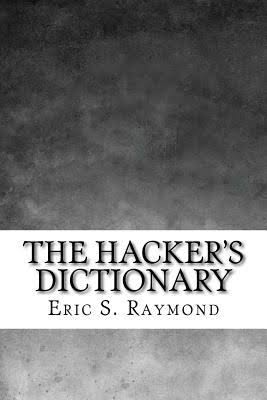 THE HACKER'S
DICTIONARY
ERIC S. RAYMOND